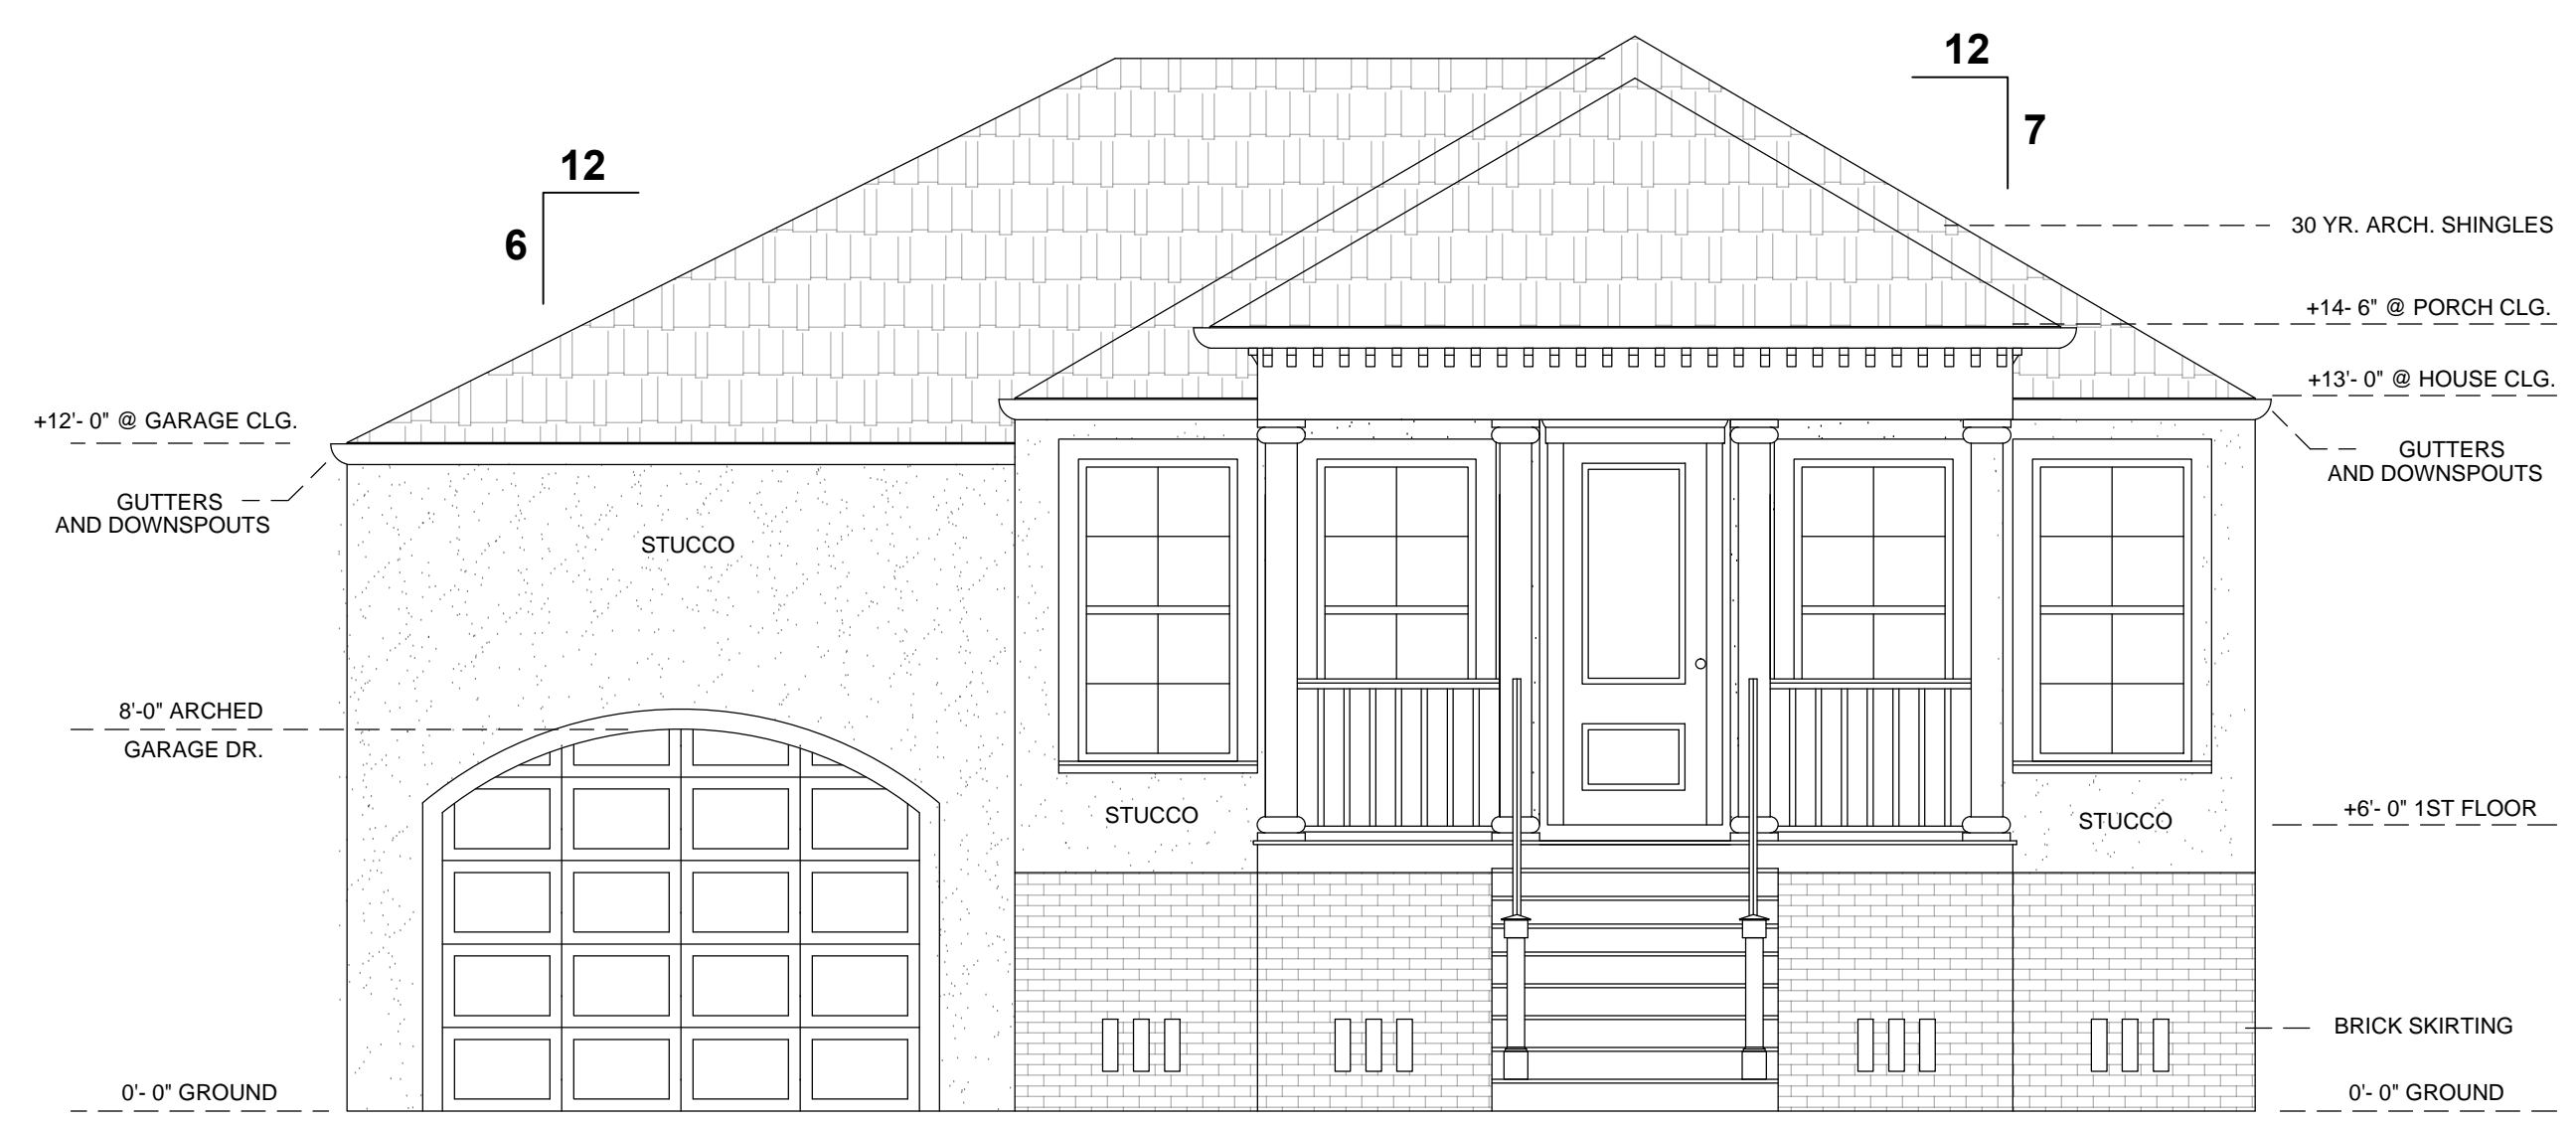 12
7
12
6
30 YR. ARCH. SHINGLES
+14- 6" @ PORCH CLG.
+13'- 0" @ HOUSE CLG.
+12'- 0" @ GARAGE CLG.
GUTTERS
AND DOWNSPOUTS
GUTTERS
AND DOWNSPOUTS
STUCCO
8'-0" ARCHED
GARAGE DR.
STUCCO
STUCCO
+6'- 0" 1ST FLOOR
BRICK SKIRTING
0'- 0" GROUND
0'- 0" GROUND